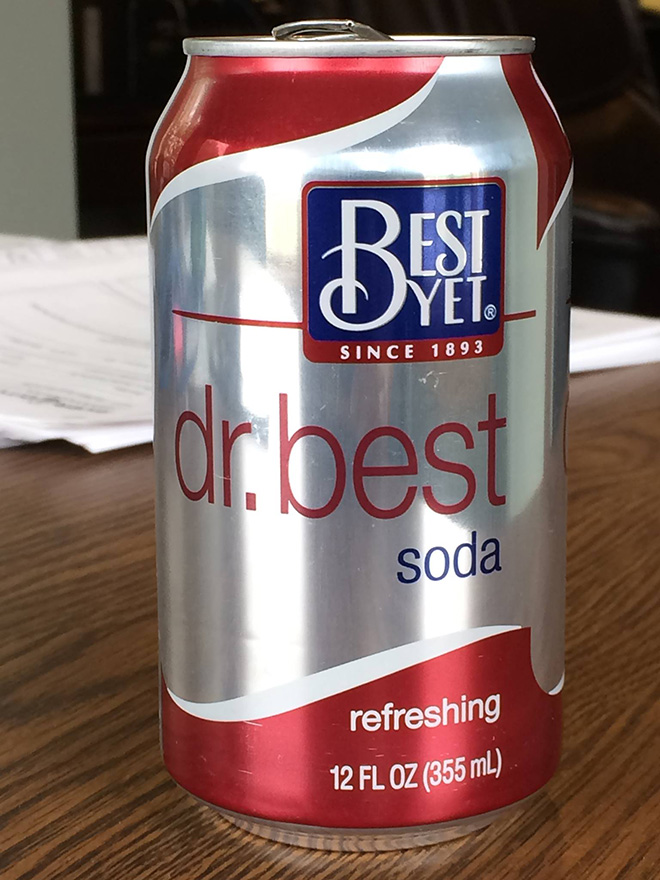 BEST
YET®
SINCE 1893
dr.best
soda
refreshing
12 FL OZ (355 mL)